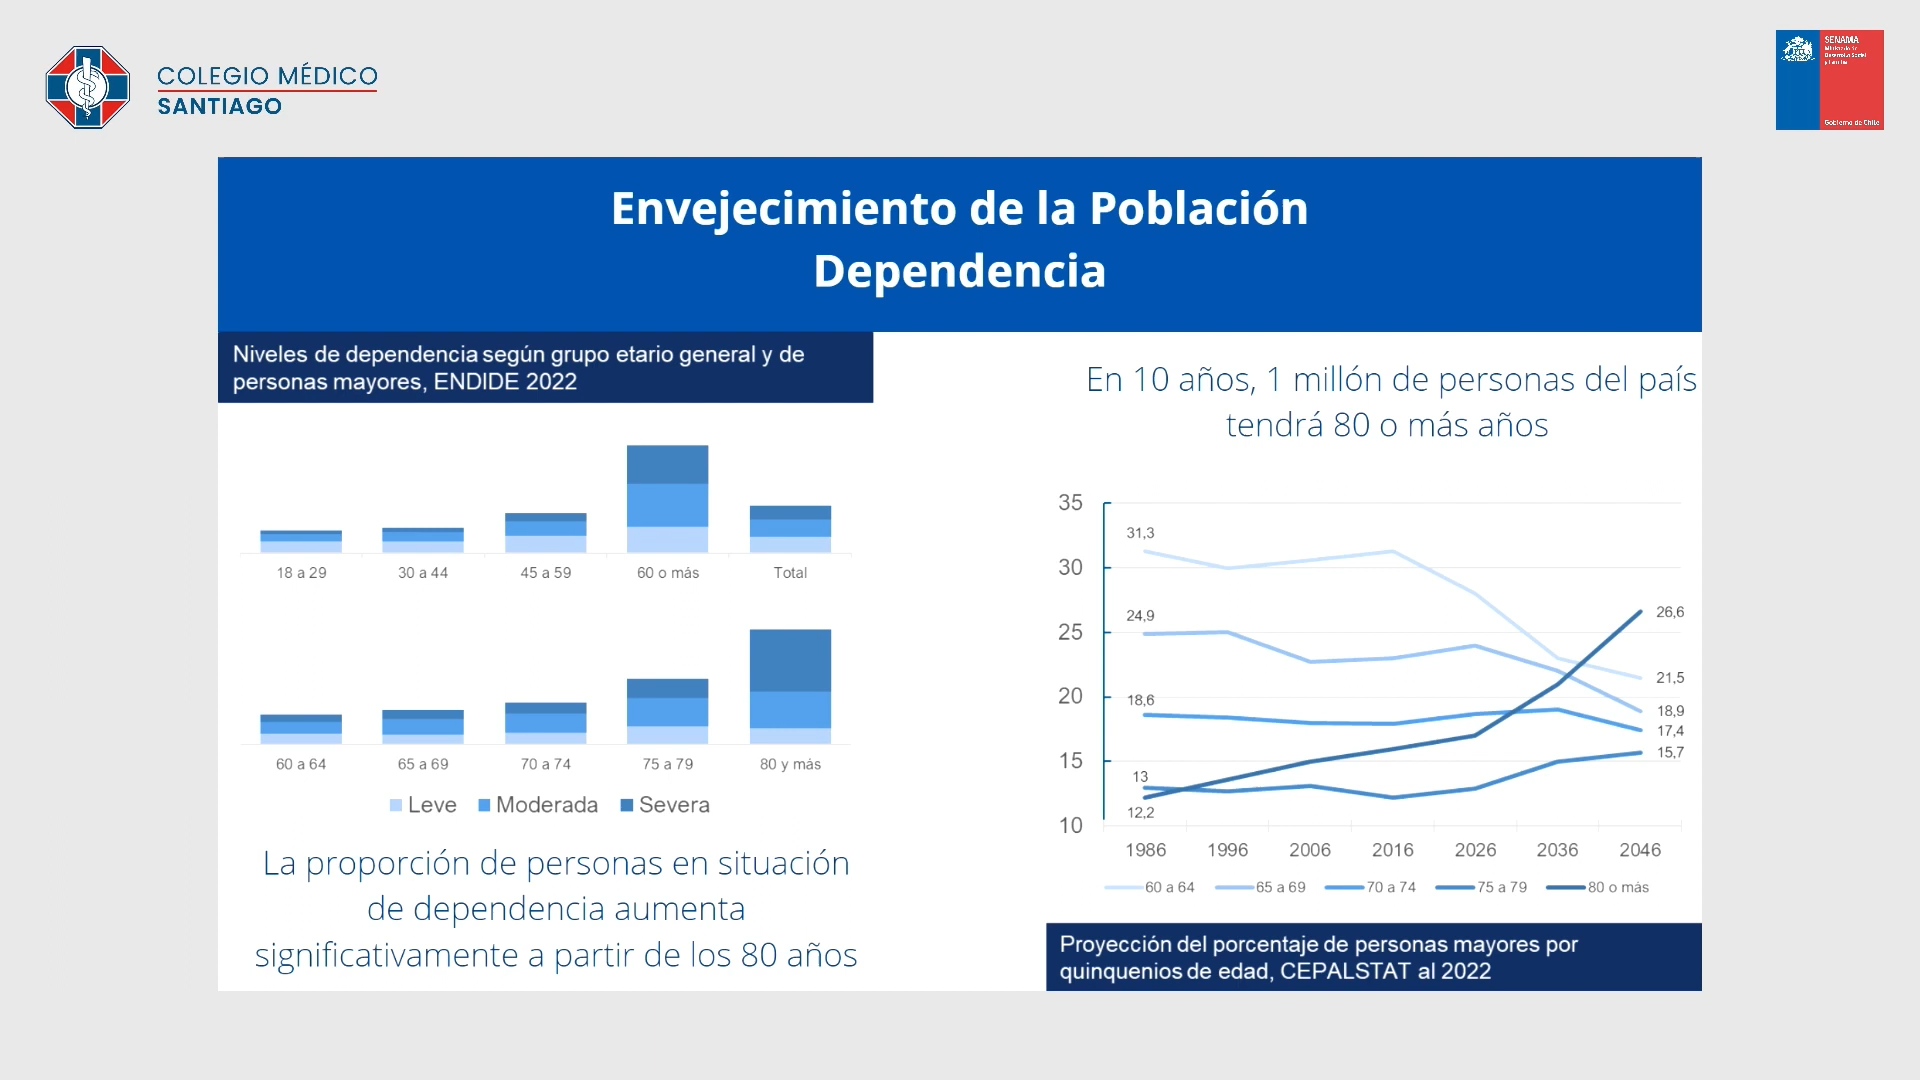 COLEGIO MÉDICO
SANTIAGO
SENAMA
Ministerio de
Desarrollo Social
y Familia
Gobierno de Chile
Envejecimiento de la Población
Dependencia
Niveles de dependencia según grupo etario general y de
personas mayores, ENDIDE 2022
18 a 29
30 a 44
45 a 59
60 o más
Total
60 a 64
65 a 69
70 a 74
75 a 79
80 y más
Leve
Moderada
Severa
La proporción de personas en situación
de dependencia aumenta
significativamente a partir de los 80 años
En 10 años, 1 millón de personas del país
tendrá 80 o más años
35
30
25
20
15
10
31,3
24,9
18,6
13
12,2
26,6
21,5
18,9
17,4
15,7
1986
1996
2006
2016
2026
2036
2046
60 a 64
65 a 69
70 a 74
75 a 79
80 o más
Proyección del porcentaje de personas mayores por
quinquenios de edad, CEPALSTAT al 2022